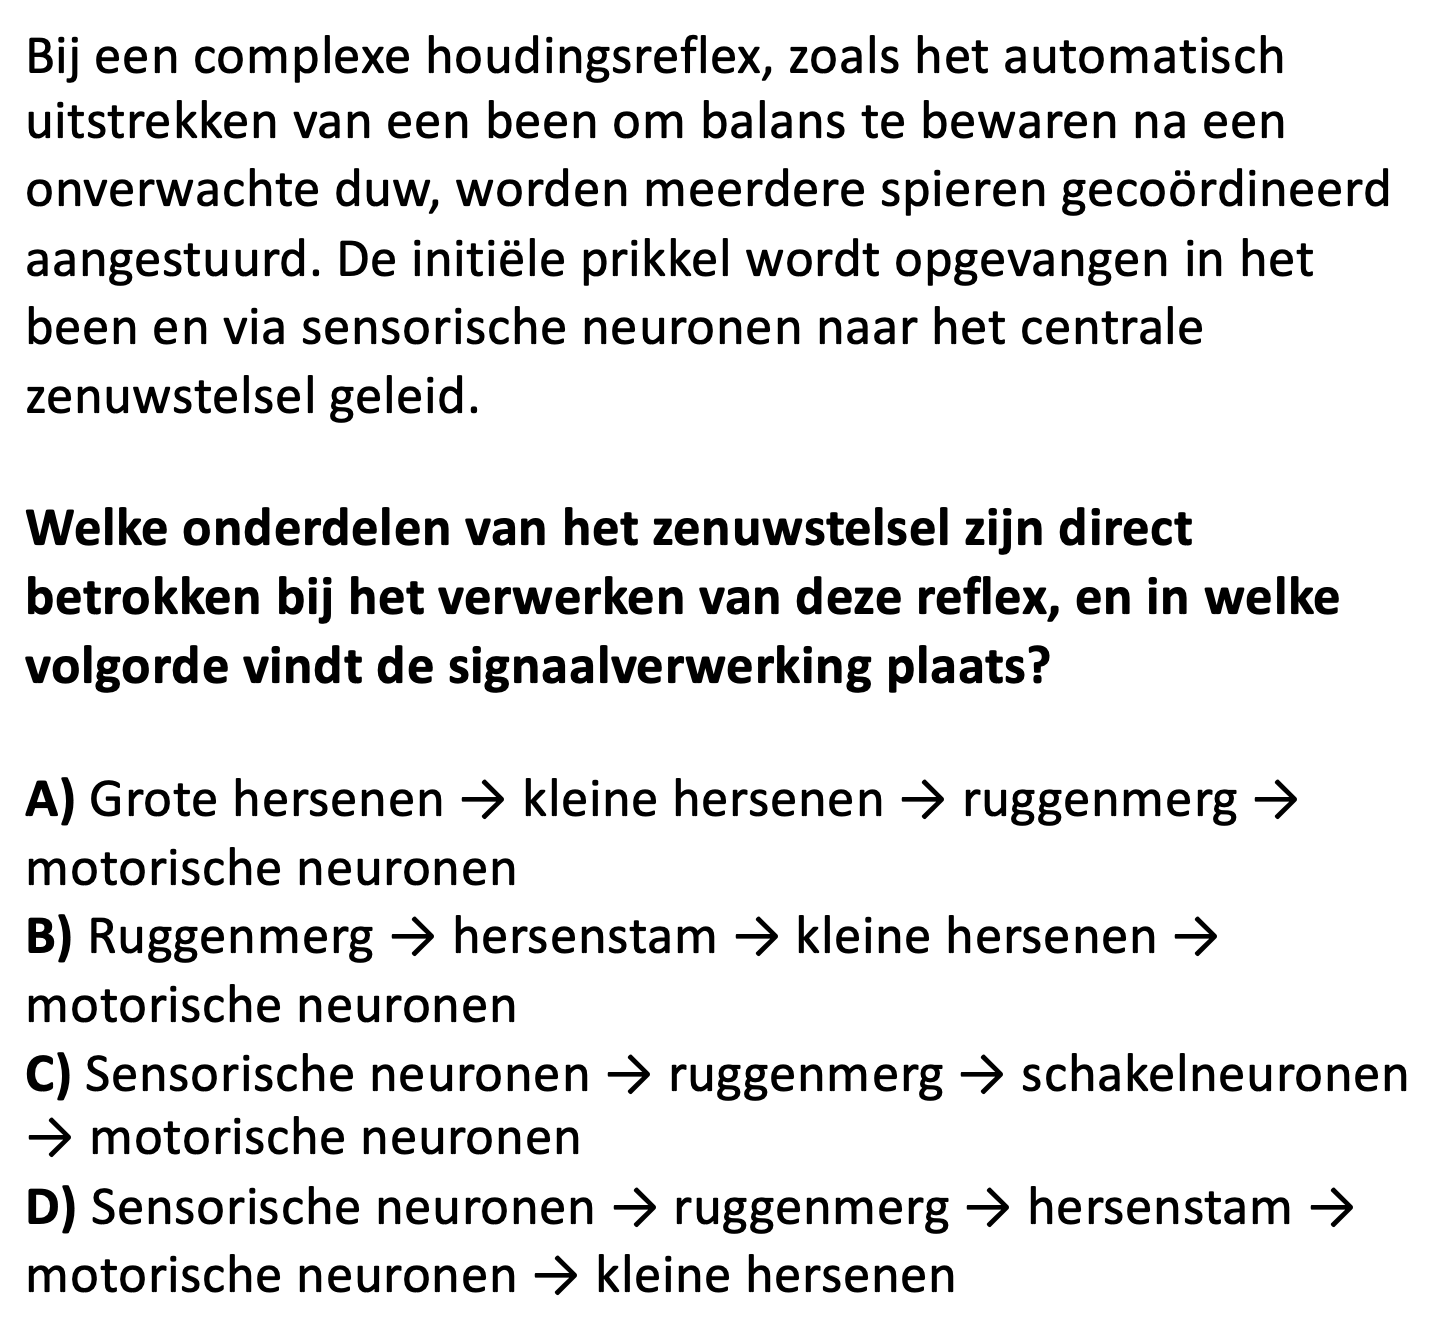 Bij een complexe houdingsreflex, zoals het automatisch
uitstrekken van een been om balans te bewaren na een
onverwachte duw, worden meerdere spieren gecoördineerd
aangestuurd. De initiële prikkel wordt opgevangen in het
been en via sensorische neuronen naar het centrale
zenuwstelsel geleid.
Welke onderdelen van het zenuwstelsel zijn direct
betrokken bij het verwerken van deze reflex, en in welke
volgorde vindt de signaalverwerking plaats?
A) Grote hersenen → kleine hersenen → ruggenmerg →
motorische neuronen
B) Ruggenmerg → hersenstam → kleine hersenen →
motorische neuronen
C) Sensorische neuronen → ruggenmerg → schakelneuronen
→ motorische neuronen
D) Sensorische neuronen → ruggenmerg → hersenstam →
motorische neuronen → kleine hersenen